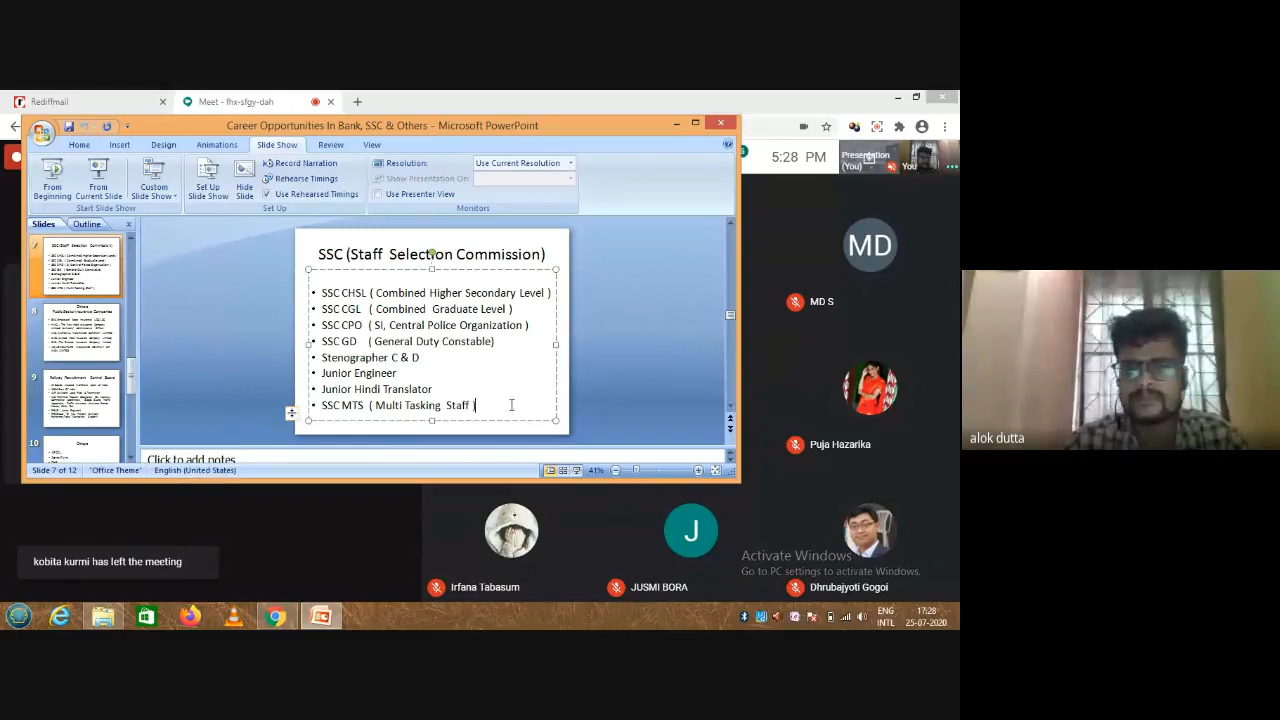 Rediffmail
Meet - fhx-sfgy-dah
Career Opportunities In Bank, SSC & Others - Microsoft PowerPoint
Home Insert Design Animations Slide Show Review View
From Beginning
From Current Slide
Custom Slide Show
Set Up Slide Show
Hide Slide
Record Narration
Rehearse Timings
Use Rehearsed Timings
Resolution: Use Current Resolution
Show Presentation On:
Use Presenter View
Start Slide Show
Set Up
Monitors
5:28 PM
Presentation (You)
You
Slides Outline
7
8
9
10
SSC (Staff Selection Commission)
• SSC CHSL ( Combined Higher Secondary Level )
• SSC CGL ( Combined Graduate Level )
• SSC CPO ( SI, Central Police Organization )
• SSC GD ( General Duty Constable)
• Stenographer C & D
• Junior Engineer
• Junior Hindi Translator
• SSC MTS ( Multi Tasking Staff )
Click to add notes
Slide 7 of 12 "Office Theme" English (United States) 41%
MD
MD S
Puja Hazarika
alok dutta
kobita kurmi has left the meeting
J
Irfana Tabasum
JUSMI BORA
Dhrubajyoti Gogoi
Activate Windows
Go to PC settings to activate Windows.
ENG
INTL
17:28
25-07-2020